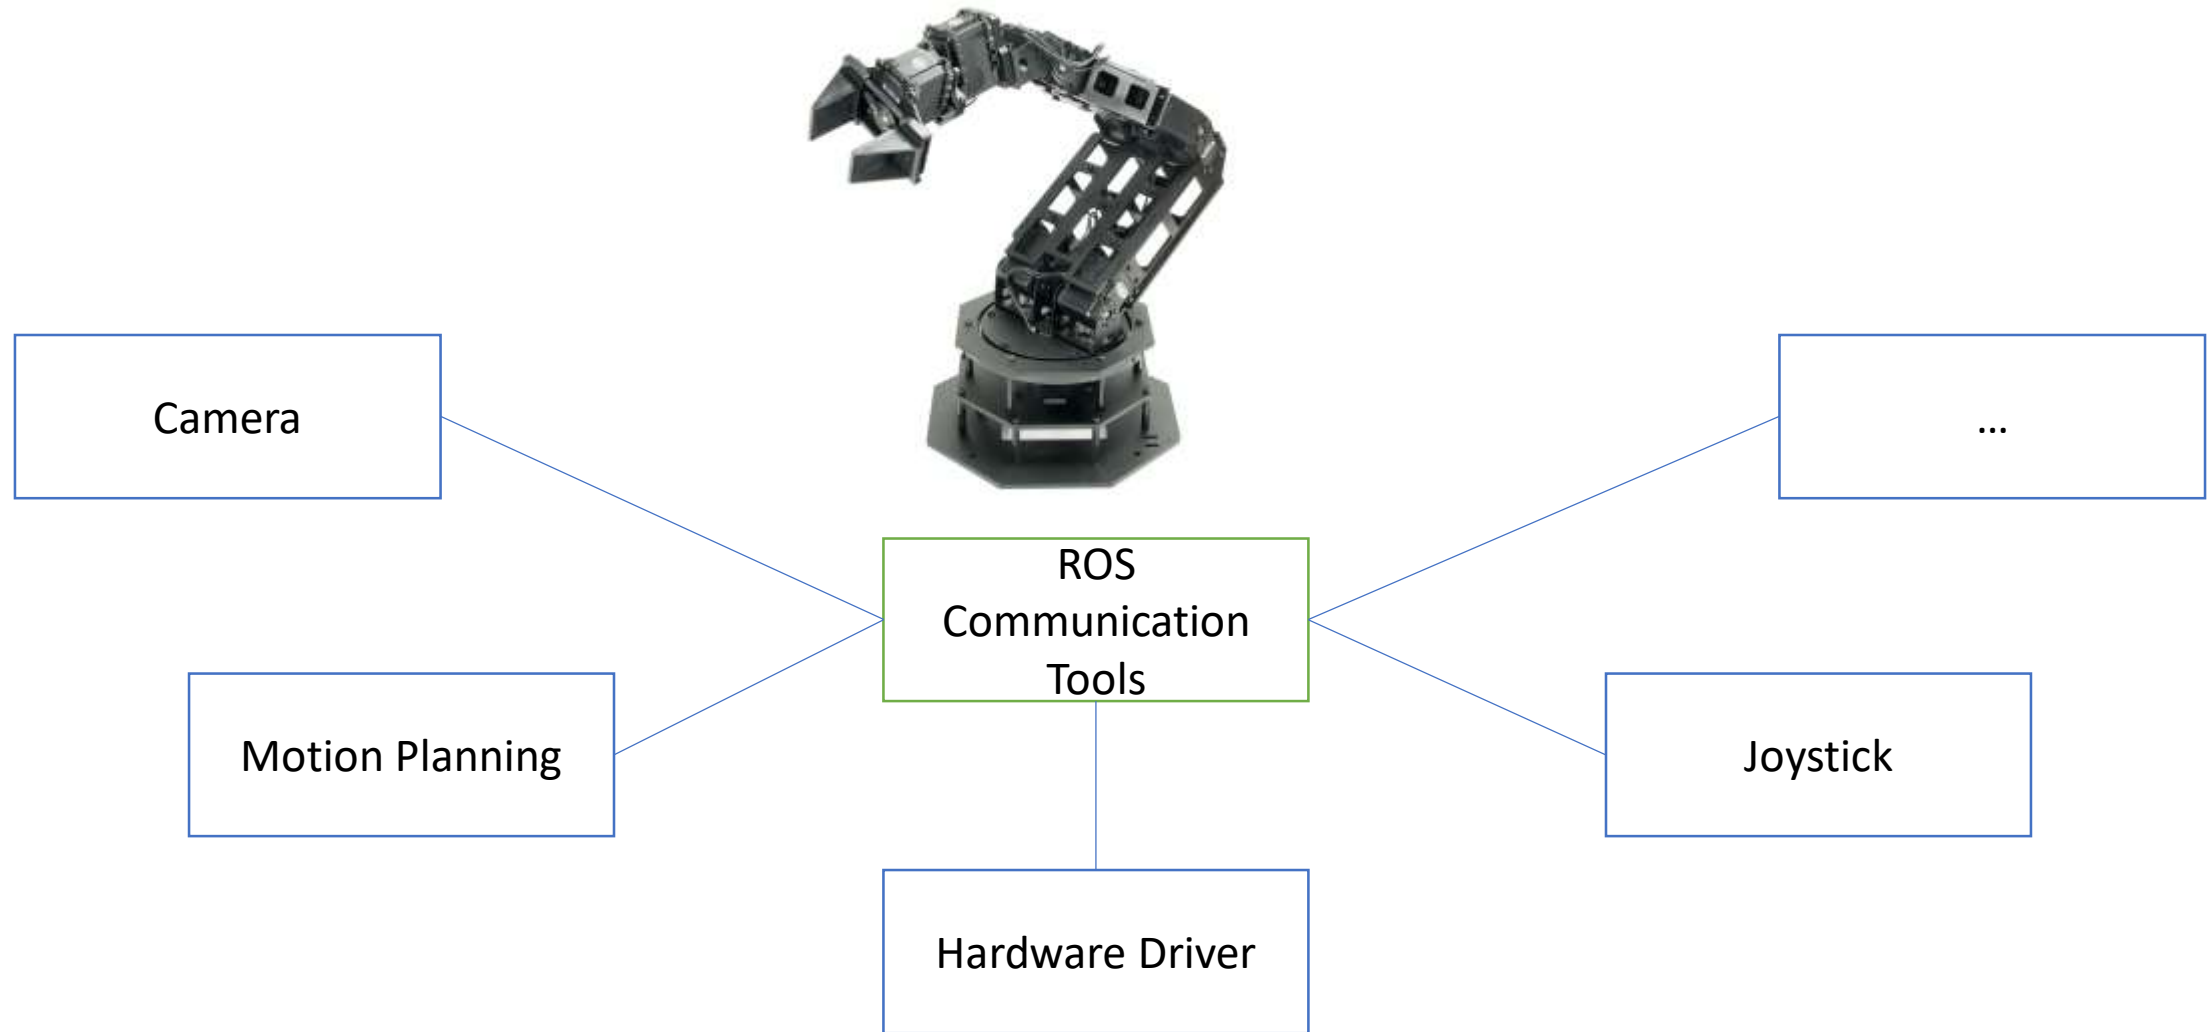 Camera
...
ROS
Communication
Tools
Motion Planning
Joystick
Hardware Driver